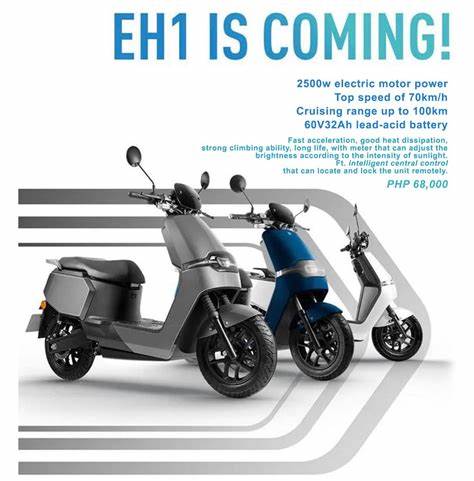 EH1 IS COMING!
2500w electric motor power
Top speed of 70km/h
Cruising range up to 100km
60V32Ah lead-acid battery
Fast acceleration, good heat dissipation,
strong climbing ability, long life, with meter that can adjust the
brightness according to the intensity of sunlight.
Ft. intelligent central control
that can locate and lock the unit remotely.
PHP 68,000